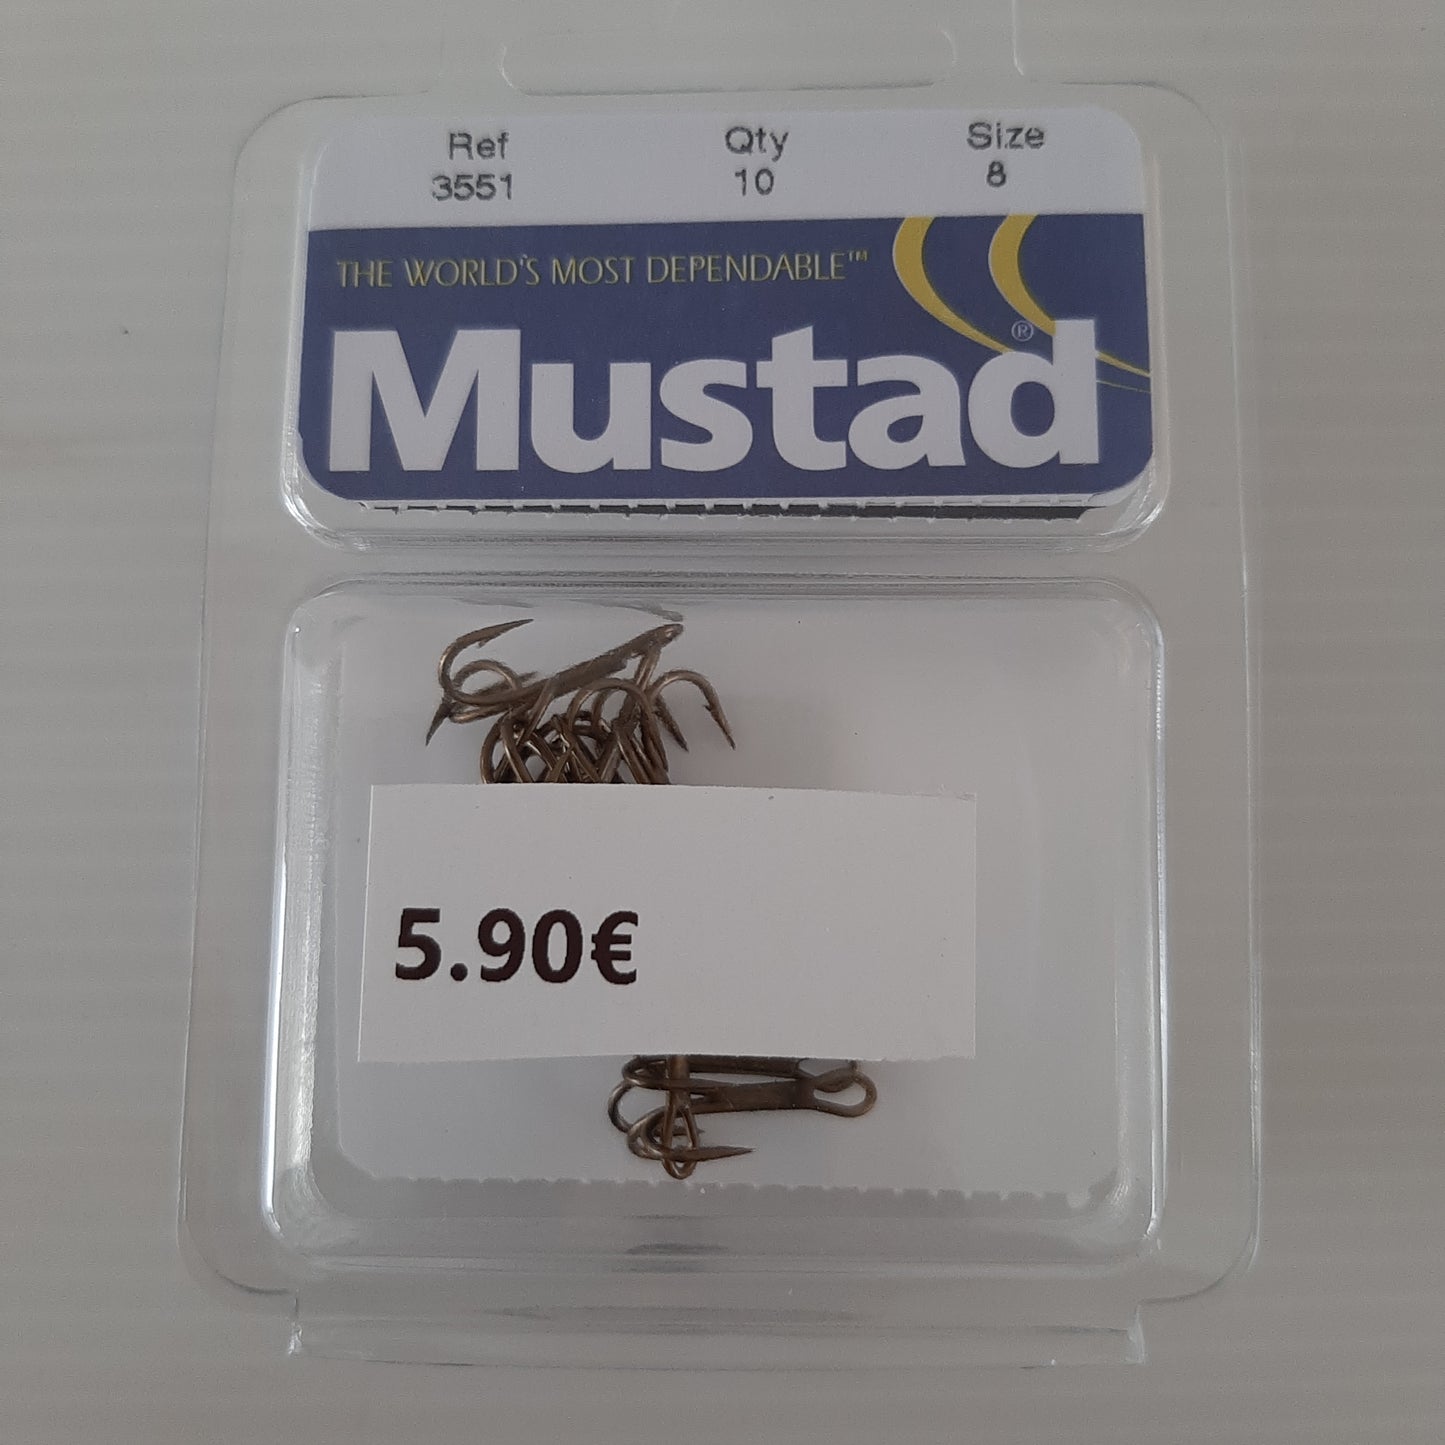 Ref Qty Size
3551 10 8
THE WORLD'S MOST DEPENDABLE™
Mustad®
5.90€